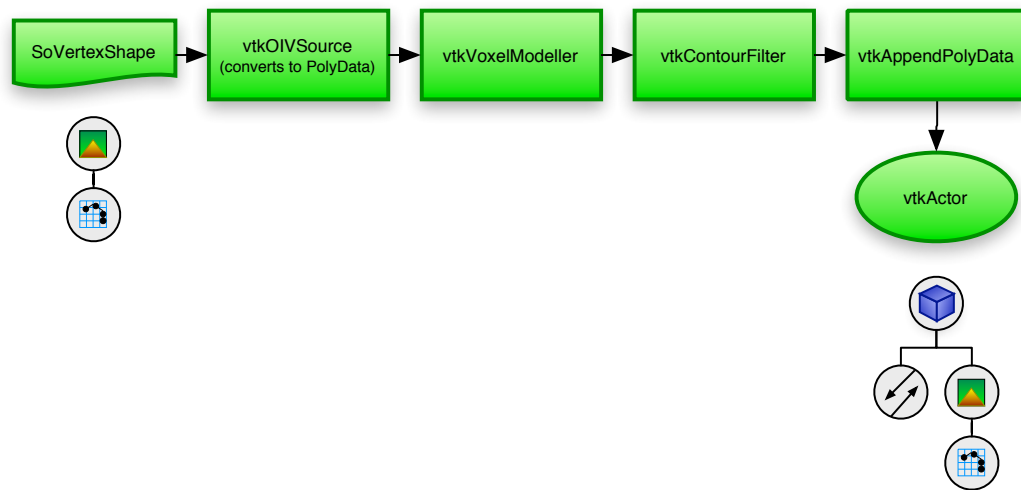 SoVertexShape
vtkOIVSource
(converts to PolyData)
vtkVoxelModeller
vtkContourFilter
vtkAppendPolyData
vtkActor